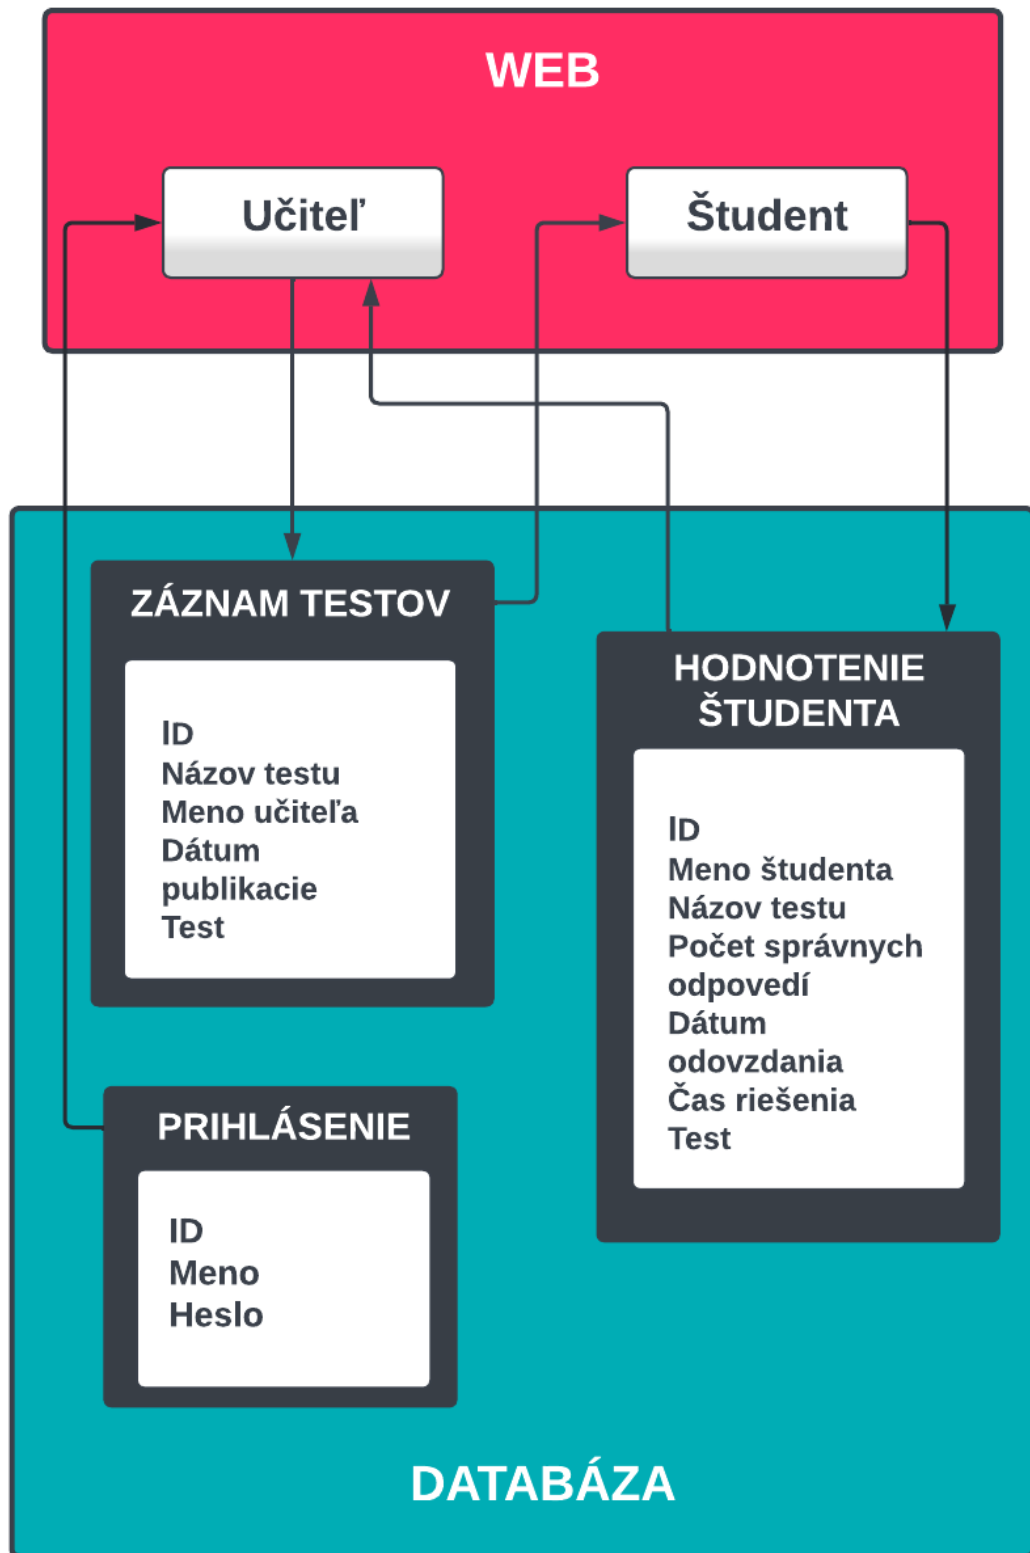 WEB
Učiteľ
Študent
ZÁZNAM TESTOV
ID
Názov testu
Meno učiteľa
Dátum
publikacie
Test
HODNOTENIE
ŠTUDENTA
ID
Meno študenta
Názov testu
Počet správnych
odpovedí
Dátum
odovzdania
Čas riešenia
Test
PRIHLÁSENIE
ID
Meno
Heslo
DATABÁZA